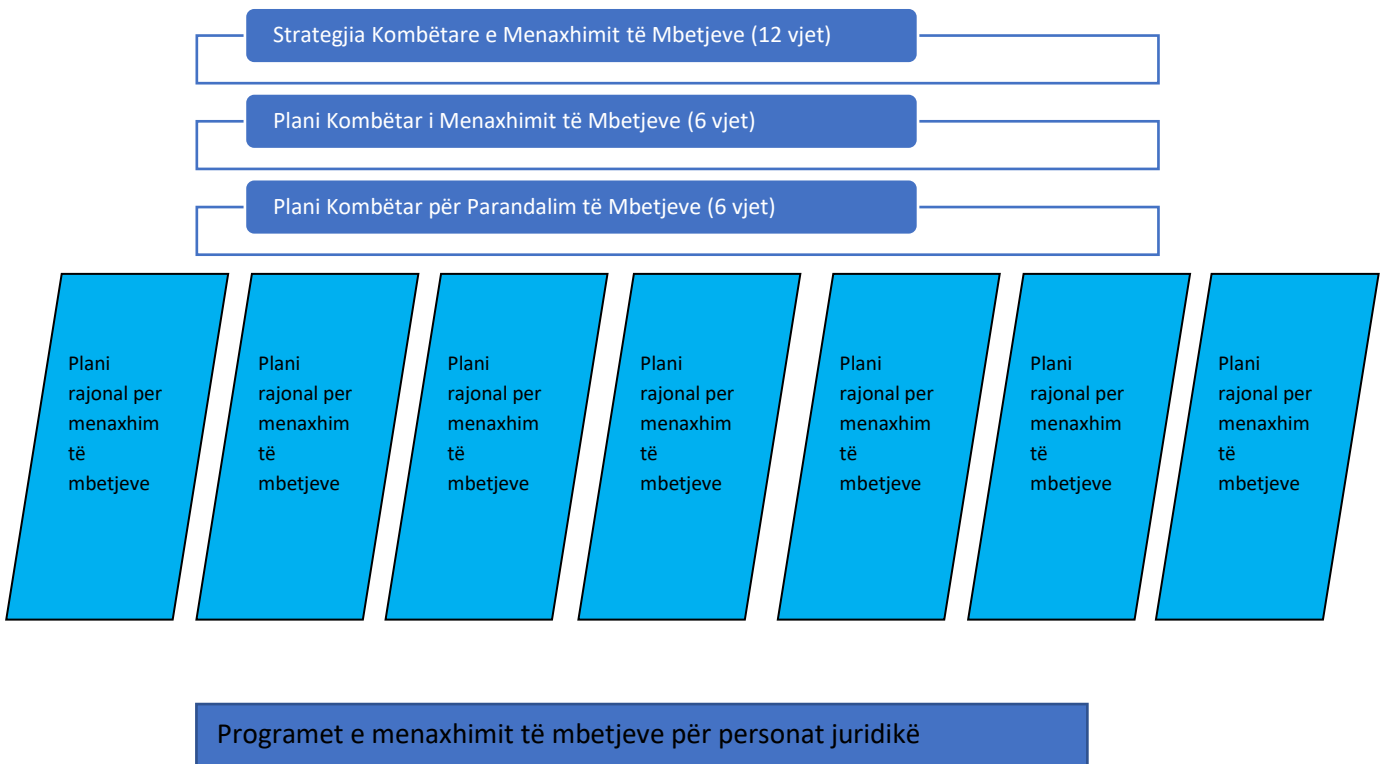 Strategjia Kombëtare e Menaxhimit të Mbetjeve (12 vjet)
Plani Kombëtar i Menaxhimit të Mbetjeve (6 vjet)
Plani Kombëtar për Parandalim të Mbetjeve (6 vjet)
Plani
rajonal per
menaxhim
të
mbetjeve
Plani
rajonal per
menaxhim
të
mbetjeve
Plani
rajonal per
menaxhim
të
mbetjeve
Plani
rajonal per
menaxhim
të
mbetjeve
Plani
rajonal per
menaxhim
të
mbetjeve
Plani
rajonal per
menaxhim
të
mbetjeve
Plani
rajonal per
menaxhim
të
mbetjeve
Programet e menaxhimit të mbetjeve për personat juridikë